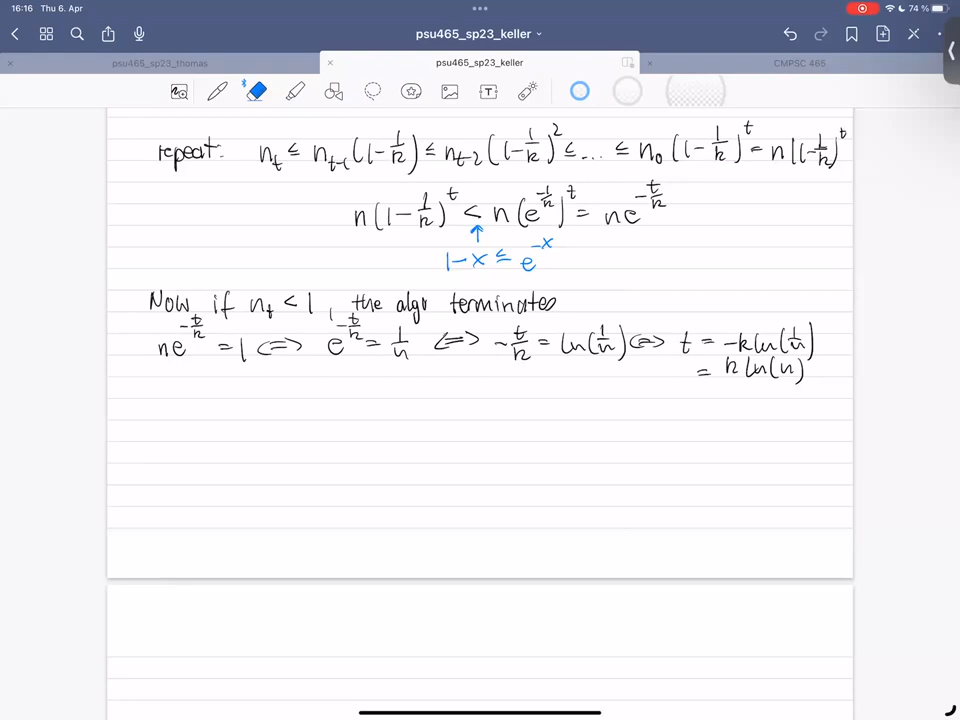 16:16 Thu 6. Apr 74 %
psu465_sp23_keller
psu465_sp23_thomas psu465_sp23_keller CMPSC 465
repeat: n_t ≤ n_{t-1} (1 - 1/k) ≤ n_{t-2} (1 - 1/k)^2 ≤ ... ≤ n_0 (1 - 1/k)^t = n (1 - 1/k)^t
n (1 - 1/k)^t < n (e^{-1/k})^t = n e^{-t/k}
1 - x ≤ e^{-x}
Now if n_t < 1, the algo terminates
n e^{-t/k} = 1 ⟺ e^{-t/k} = 1/n ⟺ -t/k = ln(1/n) ⟺ t = -k ln(1/n)
= k ln(n)